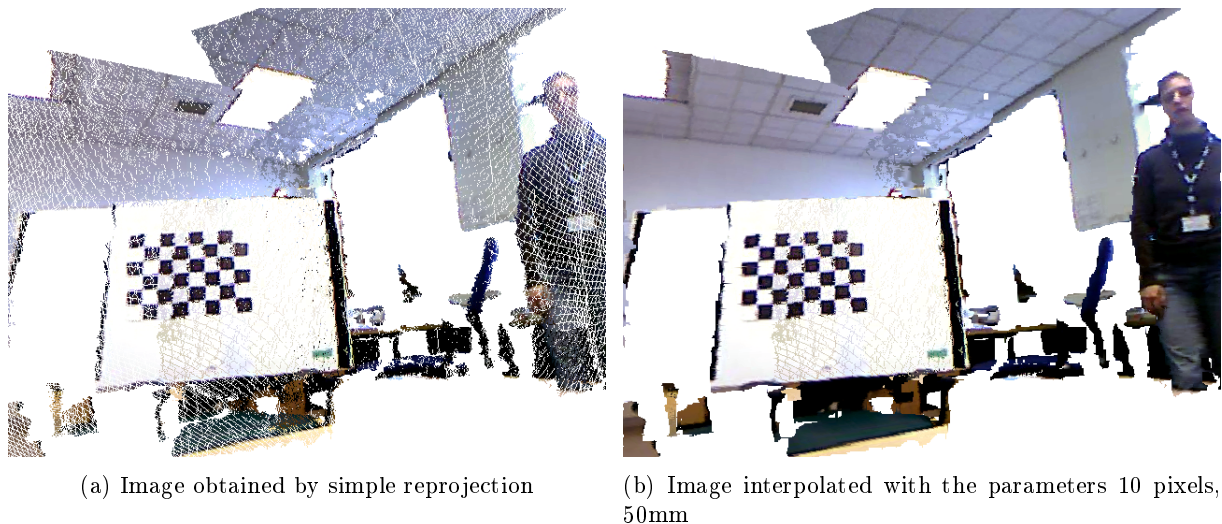 (a) Image obtained by simple reprojection
(b) Image interpolated with the parameters 10 pixels,
50mm